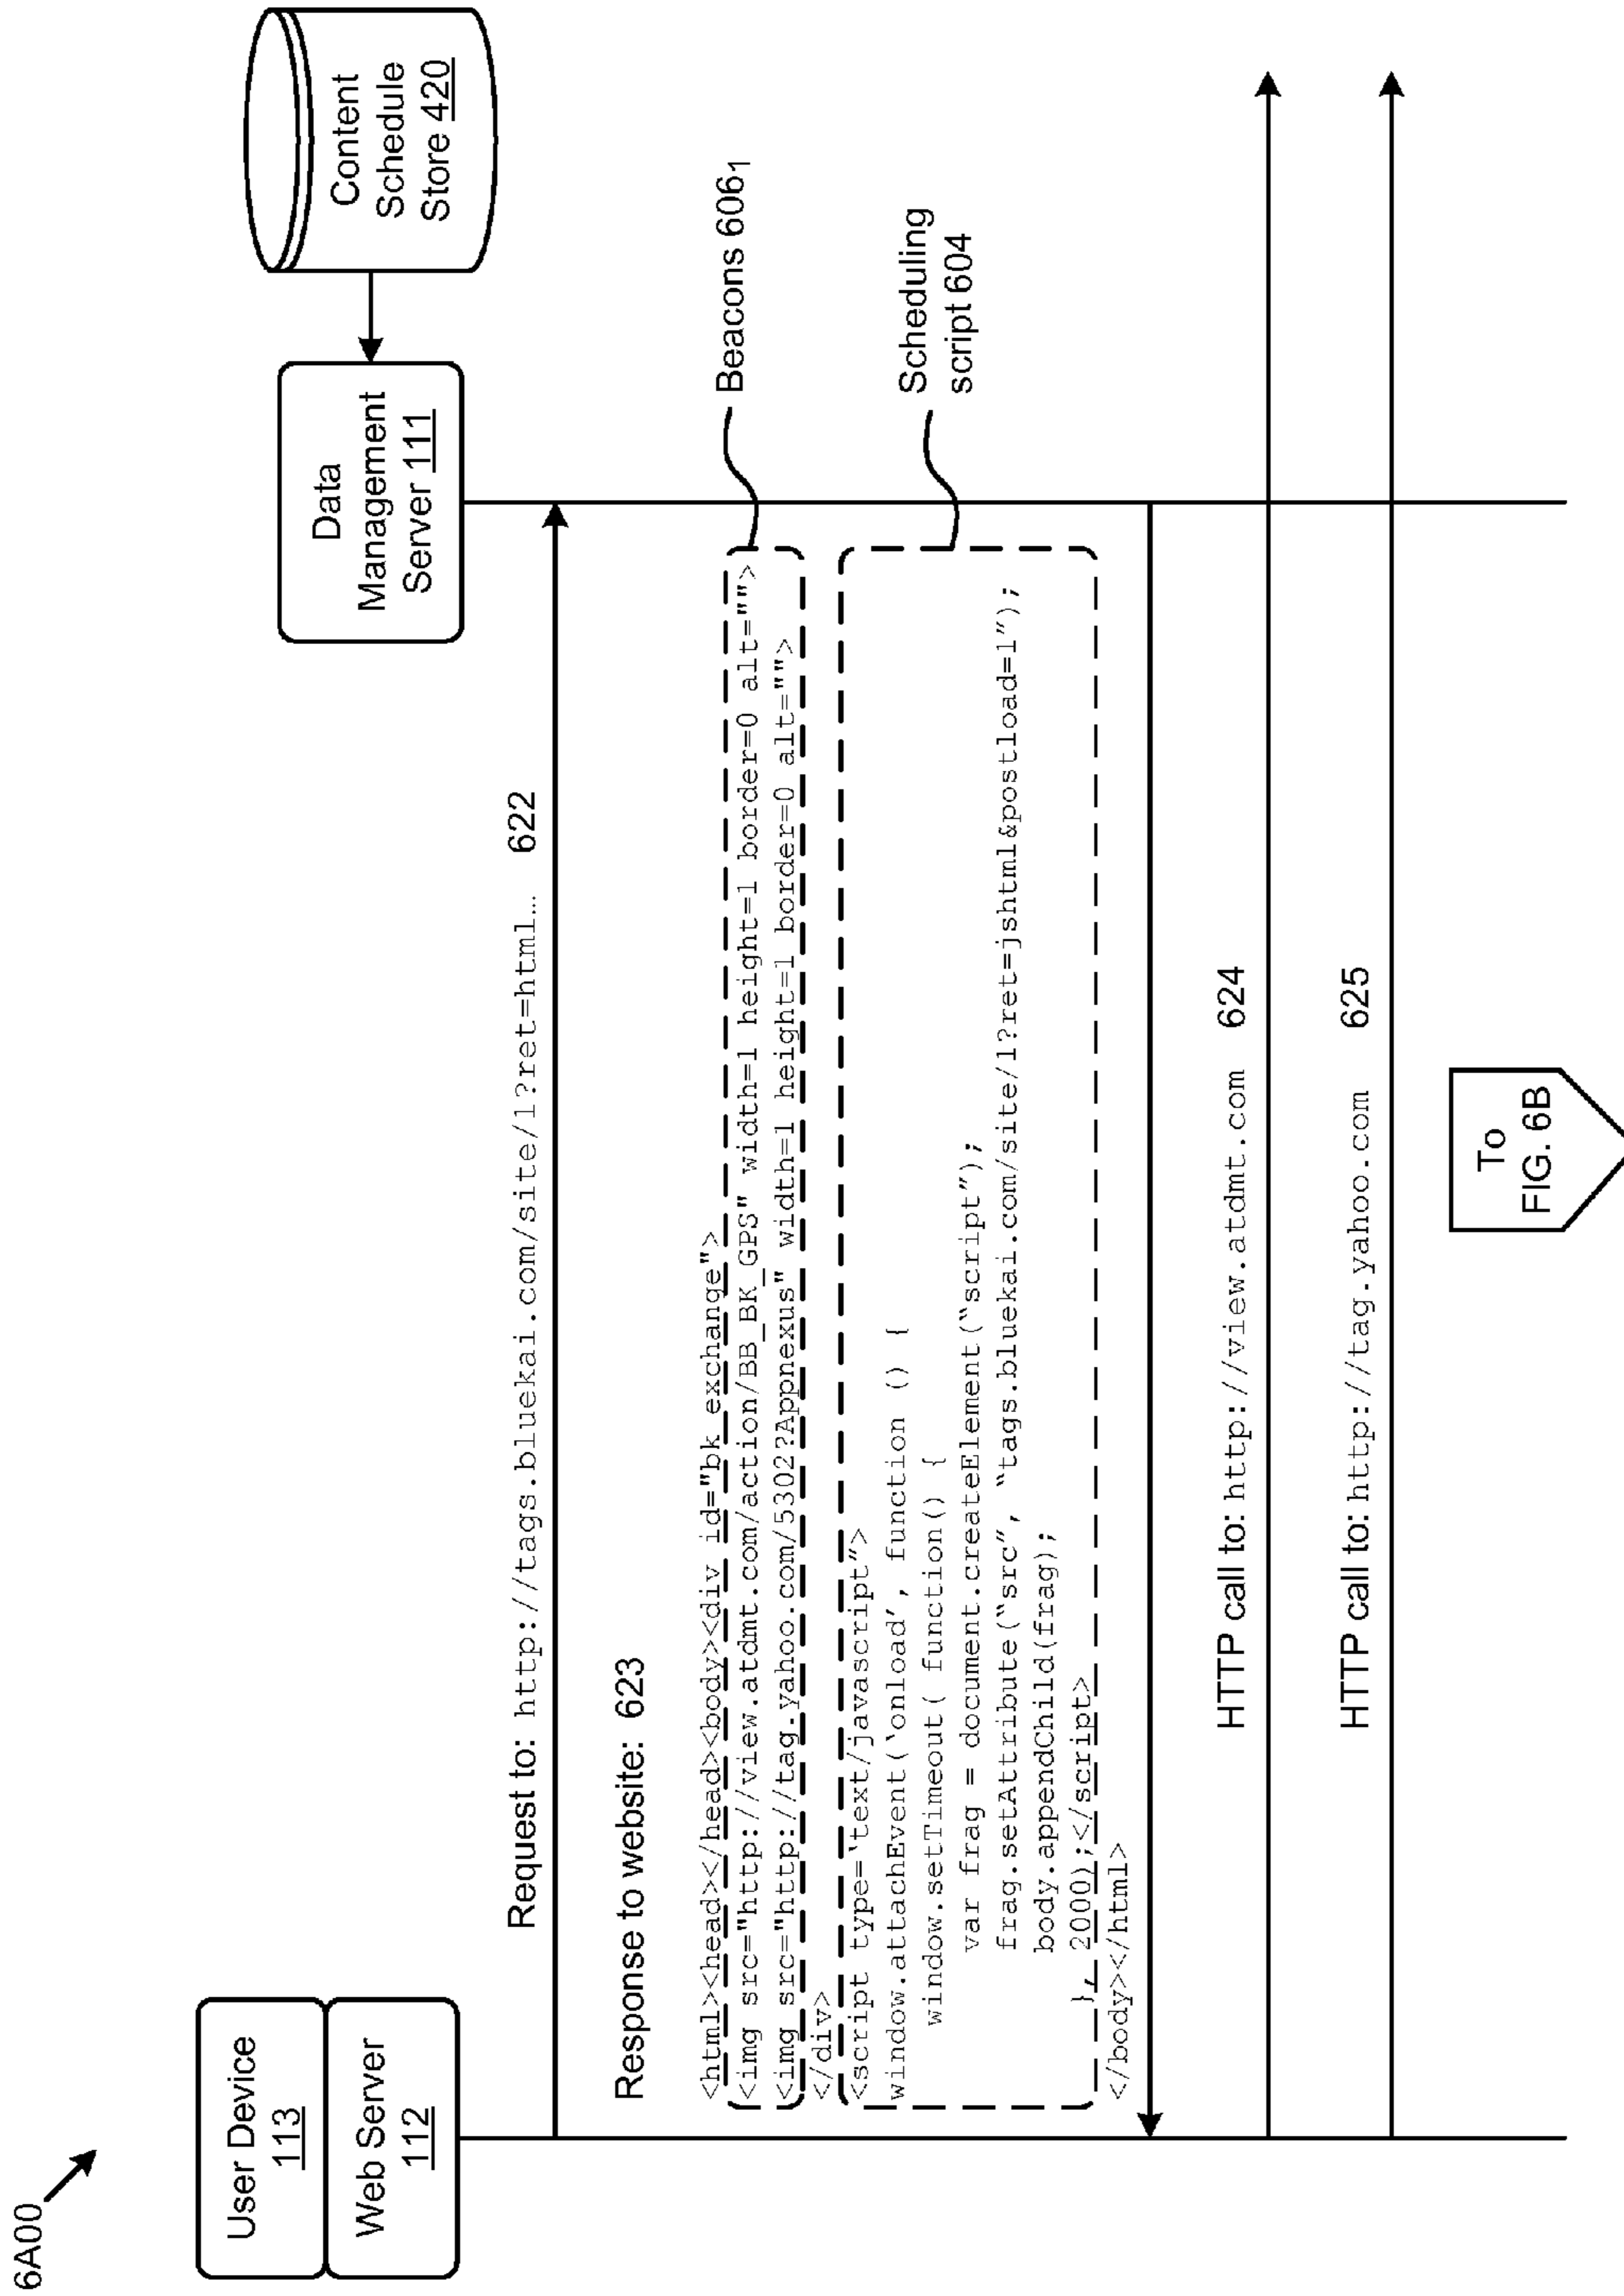 6A00
User Device
113
Web Server
112
Data
Management
Server 111
Content
Schedule
Store 420
Request to: http://tags.bluekai.com/site/1?ret=html… 622
Response to website: 623
<html><head></head><body><div id="bk_exchange">
<img src="http://view.atdmt.com/action/BB_BK_GPS" width=1 height=1 border=0 alt="">
<img src="http://tag.yahoo.com/5302?Appnexus" width=1 height=1 border=0 alt="">
</div>
<script type=‘text/javascript”>
window.attachEvent(‘onload’, function () {
window.setTimeout( function() {
var frag = document.createElement(“script”);
frag.setAttribute(“src”, “tags.bluekai.com/site/1?ret=jshtml&postload=1”);
body.appendChild(frag);
}, 2000);</script>
</body></html>
Beacons 606₁
Scheduling
script 604
HTTP call to: http://view.atdmt.com 624
HTTP call to: http://tag.yahoo.com 625
To
FIG. 6B